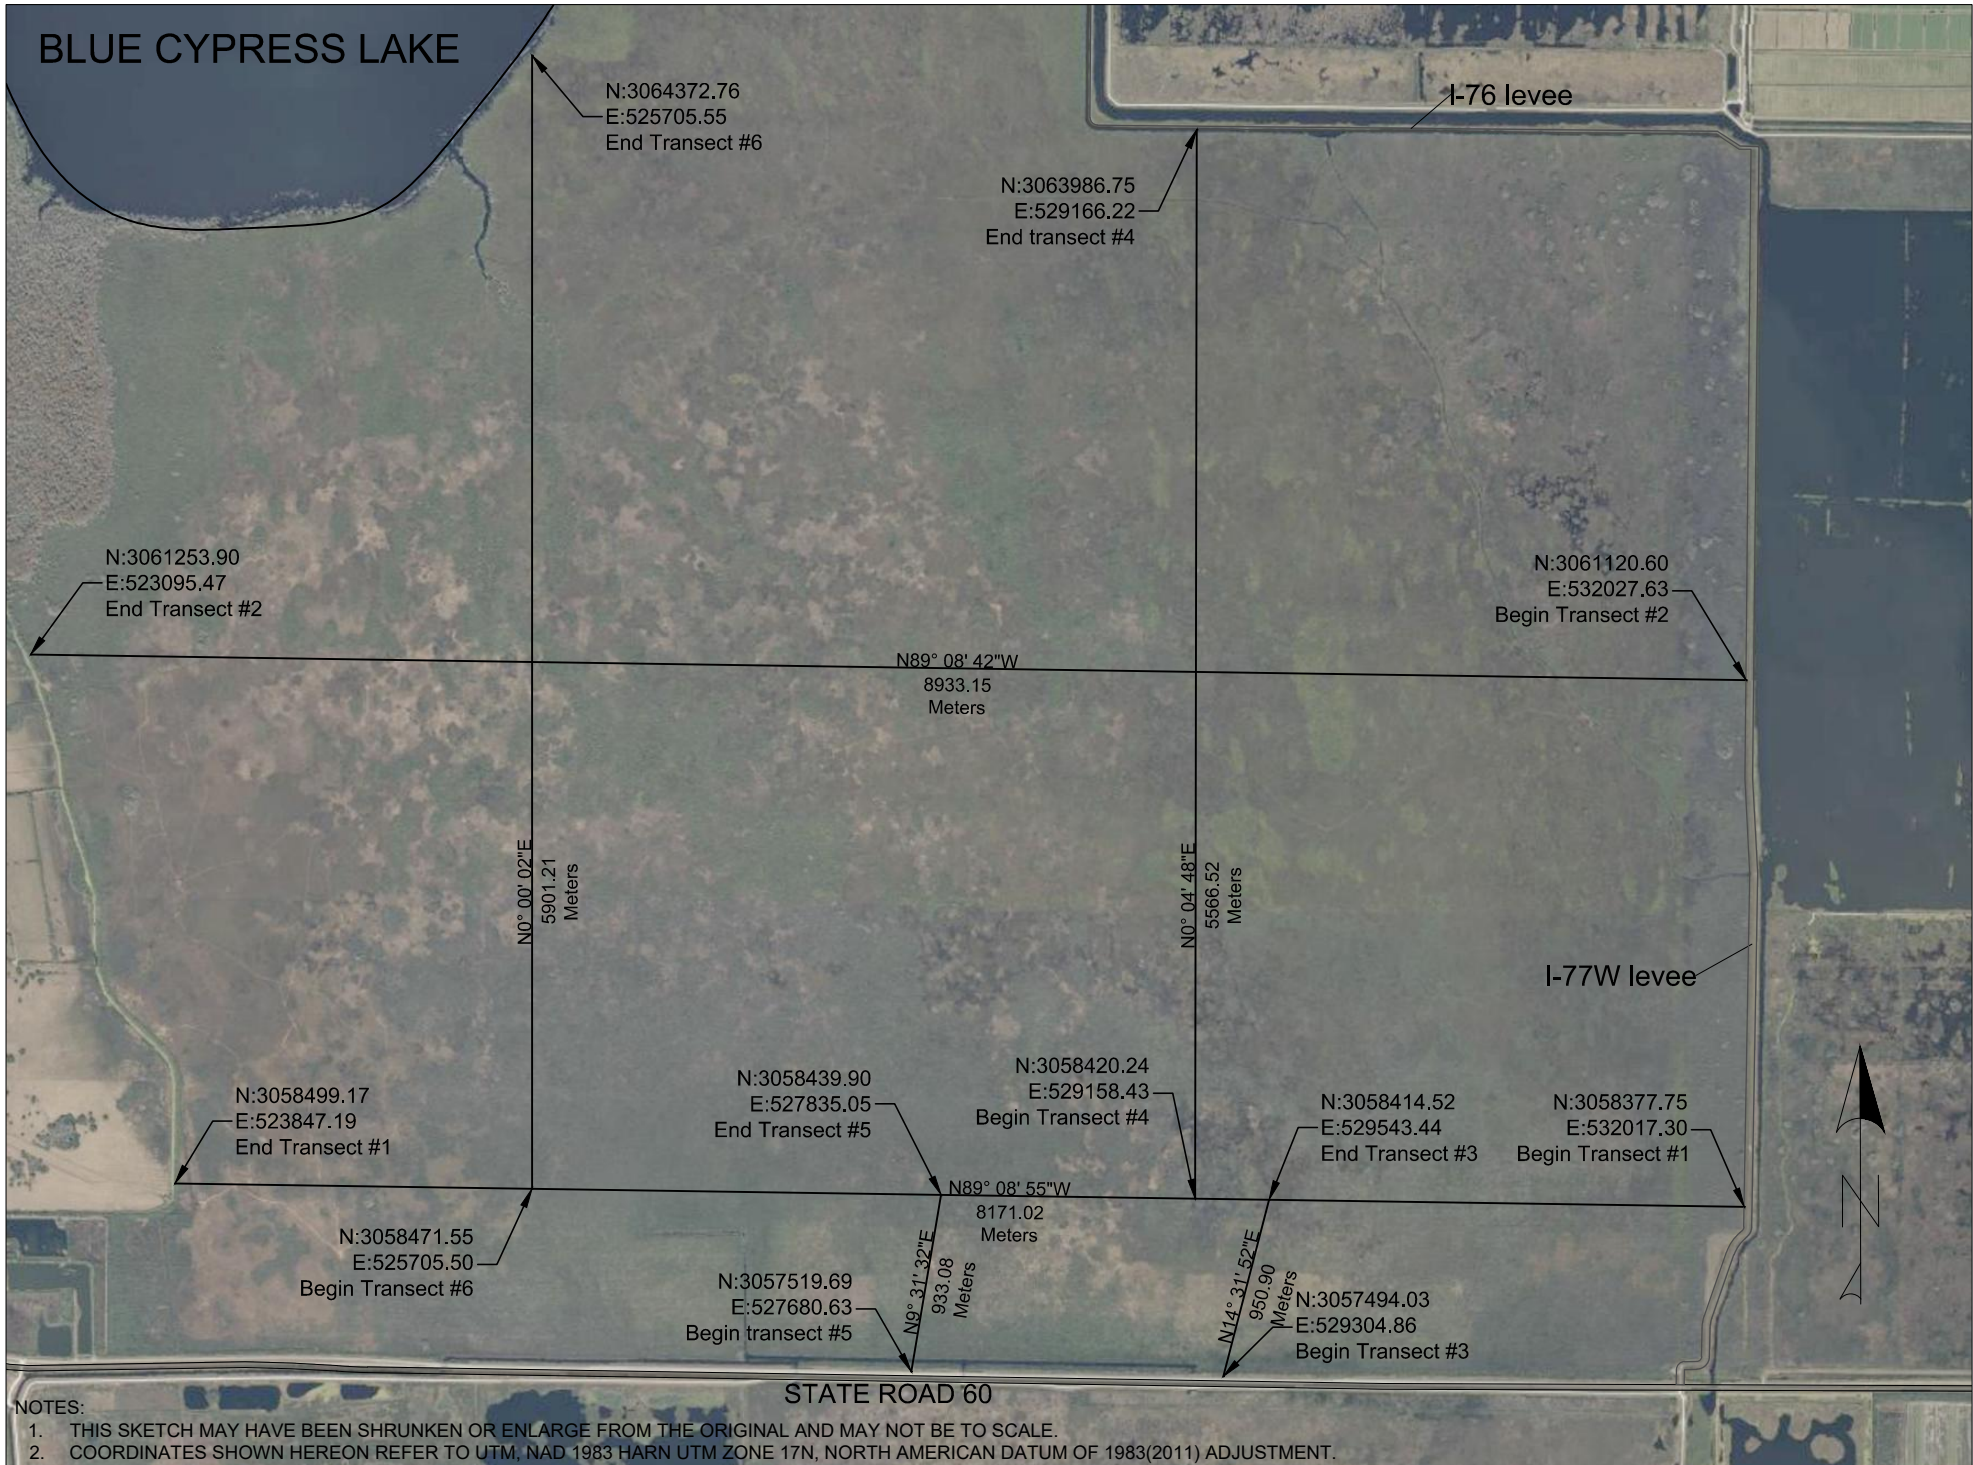 BLUE CYPRESS LAKE
N:3064372.76
E:525705.55
End Transect #6
I-76 levee
N:3063986.75
E:529166.22
End transect #4
N:3061253.90
E:523095.47
End Transect #2
N:3061120.60
E:532027.63
Begin Transect #2
N89° 08' 42"W
8933.15
Meters
N0° 00' 02"E
5901.21
Meters
N0° 04' 48"E
5566.52
Meters
I-77W levee
N:3058499.17
E:523847.19
End Transect #1
N:3058439.90
E:527835.05
End Transect #5
N:3058420.24
E:529158.43
Begin Transect #4
N:3058414.52
E:529543.44
End Transect #3
N:3058377.75
E:532017.30
Begin Transect #1
N89° 08' 55"W
8171.02
Meters
N
N:3058471.55
E:525705.50
Begin Transect #6
N:3057519.69
E:527680.63
Begin transect #5
N9° 31' 32"E
933.08
Meters
N14° 31' 52"E
950.90
Meters
N:3057494.03
E:529304.86
Begin Transect #3
STATE ROAD 60
NOTES:
1. THIS SKETCH MAY HAVE BEEN SHRUNKEN OR ENLARGE FROM THE ORIGINAL AND MAY NOT BE TO SCALE.
2. COORDINATES SHOWN HEREON REFER TO UTM, NAD 1983 HARN UTM ZONE 17N, NORTH AMERICAN DATUM OF 1983(2011) ADJUSTMENT.